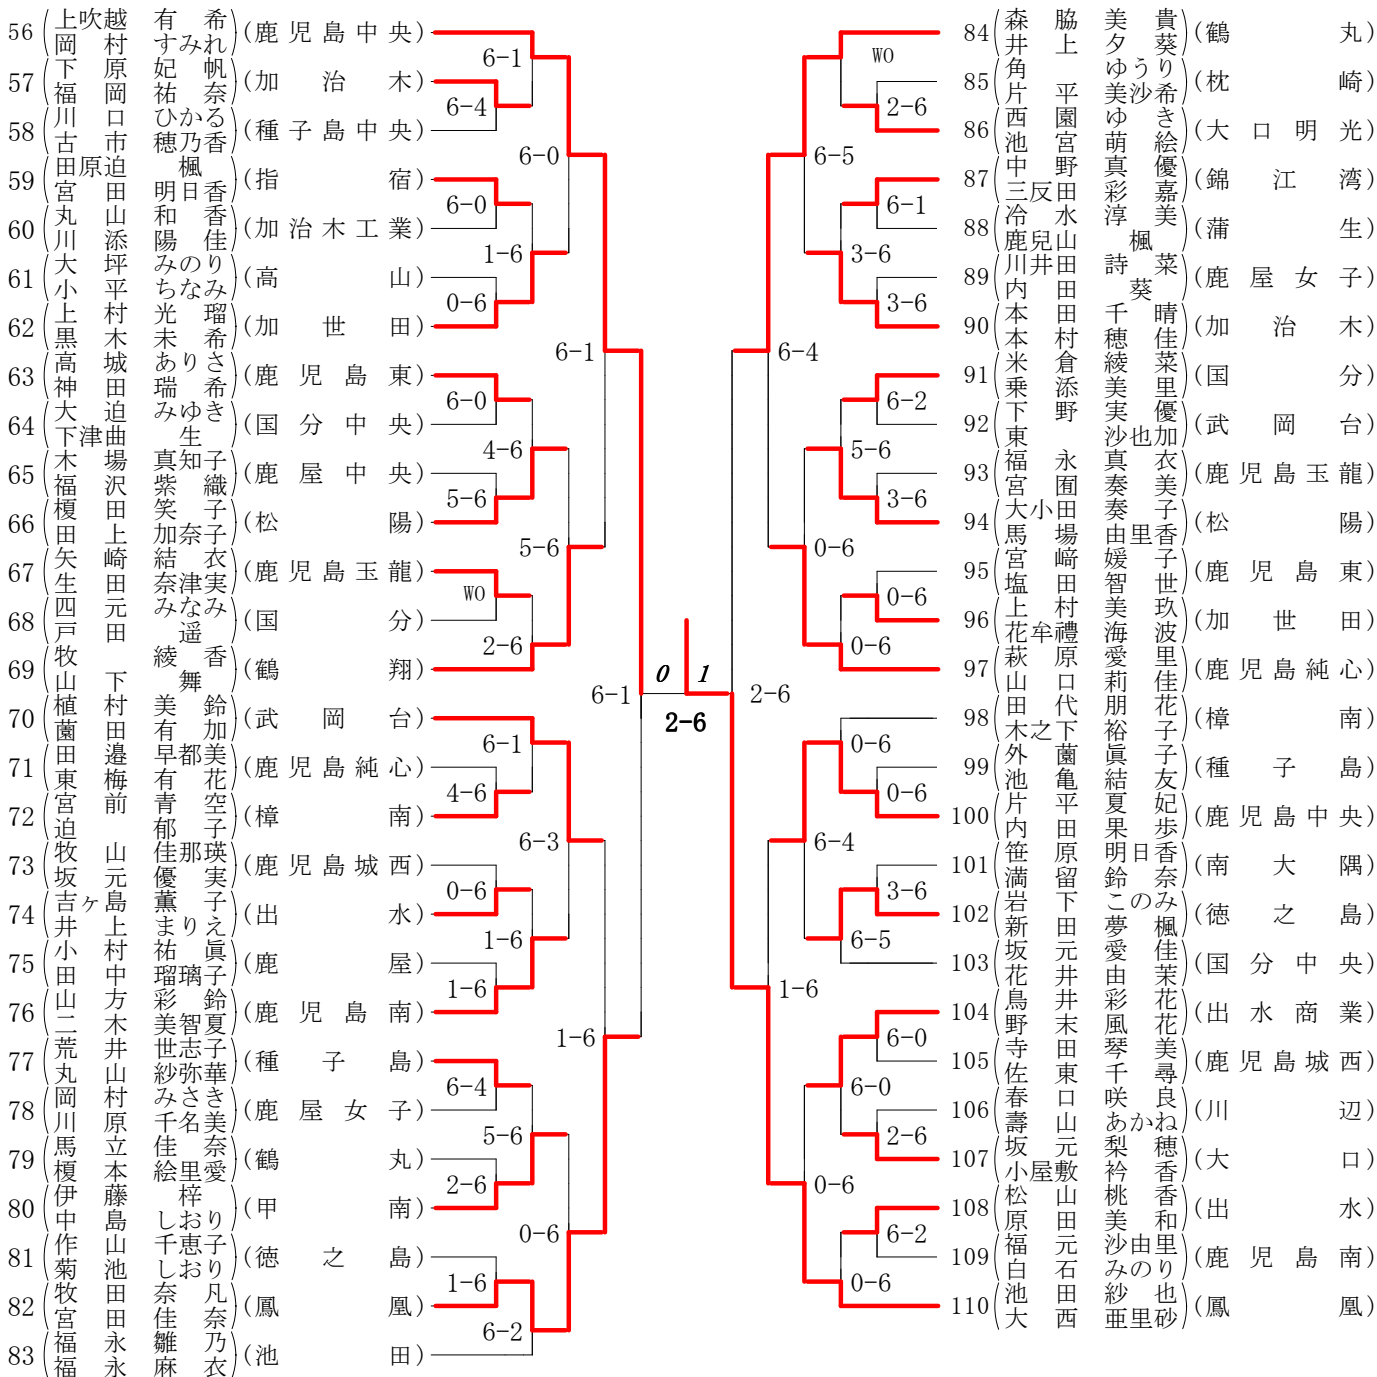 56 (上吹越 有希 岡村 すみれ) (鹿児島中央)
57 (下原 妃帆 福岡 祐奈) (加治木)
58 (川口 ひかる 古市 穂乃香) (種子島中央)
59 (田原迫 楓 宮田 明日香) (指宿)
60 (丸山 和香 川添 陽佳) (加治木工業)
61 (大坪 みのり 小平 ちなみ) (高山)
62 (上村 光瑠 黒木 未希) (加世田)
63 (高城 ありさ 神田 瑞希) (鹿児島東)
64 (大迫 みゆき 下津曲 生) (国分中央)
65 (木場 真知子 福沢 紫織) (鹿屋中央)
66 (榎田 笑子 田上 加奈子) (松陽)
67 (矢崎 結衣 生田 奈津実) (鹿児島玉龍)
68 (四元 みなみ 戸田 遥) (国分)
69 (牧 綾香 山下 舞) (鶴翔)
70 (植村 美鈴 薗田 有加) (武岡台)
71 (田邉 早都美 東梅 有花) (鹿児島純心)
72 (宮前 青空 迫 郁子) (樟南)
73 (牧山 佳那瑛 坂元 優実) (鹿児島城西)
74 (吉ヶ島 薫子 井上 まりえ) (出水)
75 (小村 祐眞 田中 瑠璃子) (鹿屋)
76 (山方 彩鈴 二木 美智夏) (鹿児島南)
77 (荒井 世志子 丸山 紗弥華) (種子島)
78 (岡村 みさき 川原 千名美) (鹿屋女子)
79 (馬立 佳奈 榎本 絵里愛) (鶴丸)
80 (伊藤 梓 中島 しおり) (甲南)
81 (作山 千恵子 菊池 しおり) (徳之島)
82 (牧田 奈凡 宮田 佳奈) (鳳凰)
83 (福永 雛乃 福永 麻衣) (池田)
6-1
6-4
6-0
6-0
1-6
0-6
6-1
6-0
4-6
5-6
5-6
WO
2-6
6-1
6-1
4-6
6-3
0-6
1-6
1-6
1-6
6-4
5-6
2-6
0-6
1-6
6-2
0 1
2-6
84 (森脇 美貴 井上 夕葵) (鶴丸)
85 (角 ゆうり 片平 美沙希) (枕崎)
86 (西園 ゆき 池宮 萌絵) (大口明光)
87 (中野 真優 三反田 彩嘉) (錦江湾)
88 (冷水 淳美 鹿兒山 楓) (蒲生)
89 (川井田 詩菜 内田 葵) (鹿屋女子)
90 (本田 千晴 本村 穂佳) (加治木)
91 (米倉 綾菜 乗添 美里) (国分)
92 (下野 実優 東 沙也加) (武岡台)
93 (福永 真衣 宮囿 奏美) (鹿児島玉龍)
94 (大小田 奏子 馬場 由里香) (松陽)
95 (宮﨑 媛子 塩田 智世) (鹿児島東)
96 (上村 美玖 花牟禮 海波) (加世田)
97 (萩原 愛里 山口 莉佳) (鹿児島純心)
98 (田代 朋花 木之下 裕子) (樟南)
99 (外薗 眞子 池亀 結友) (種子島)
100 (片平 夏妃 内田 果歩) (鹿児島中央)
101 (笹原 明日香 満留 鈴奈) (南大隅)
102 (岩下 このみ 新田 夢楓) (徳之島)
103 (坂元 愛佳 花井 由茉) (国分中央)
104 (鳥井 彩花 野末 風花) (出水商業)
105 (寺田 琴美 佐東 千尋) (鹿児島城西)
106 (春口 咲良 壽山 あかね) (川辺)
107 (坂元 梨穂 小屋敷 衿香) (大口)
108 (松山 桃香 原田 美和) (出水)
109 (福元 沙由里 白石 みのり) (鹿児島南)
110 (池田 紗也 大西 亜里砂) (鳳凰)
WO
2-6
6-5
6-1
3-6
3-6
6-4
6-2
5-6
3-6
0-6
0-6
0-6
2-6
0-6
0-6
6-4
3-6
6-5
1-6
6-0
6-0
2-6
0-6
6-2
0-6